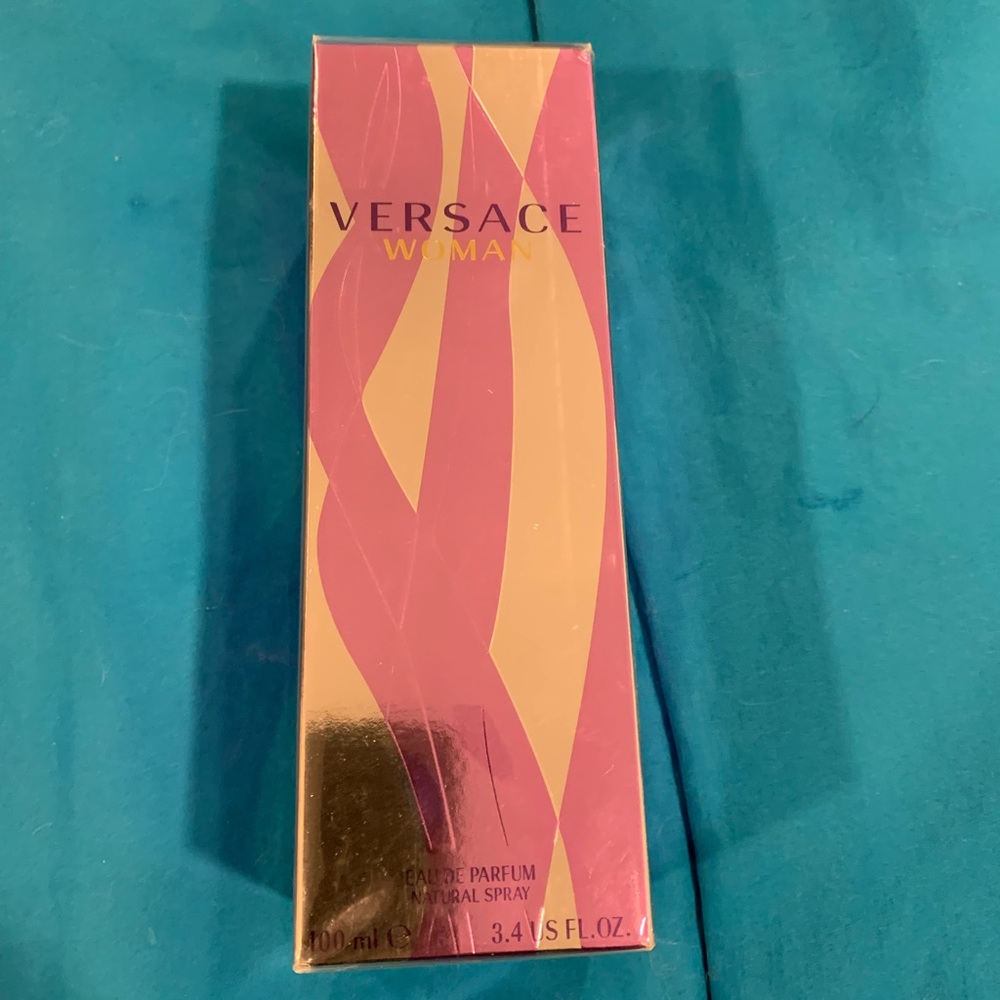 VERSACE
WOMAN
EAU DE PARFUM
NATURAL SPRAY
100 ml ℮ 3.4 US FL.OZ.